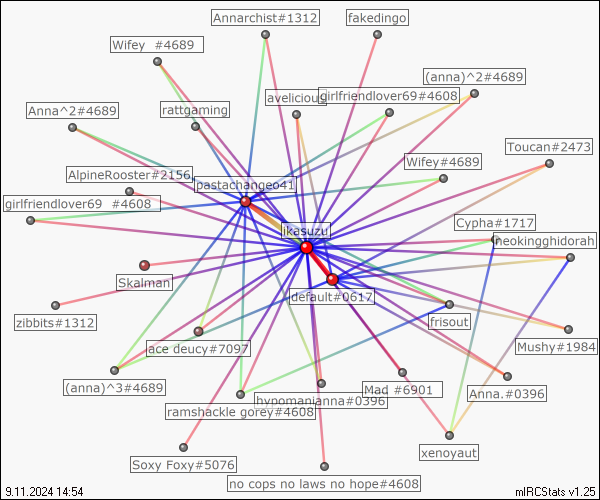 Annarchist#1312
fakedingo
Wifey #4689
(anna)^2#4689
avelicious
girlfriendlover69#4608
Anna^2#4689
rattgaming
Toucan#2473
Wifey#4689
AlpineRooster#2156
pastachangeo41
girlfriendlover69 #4608
Cypha#1717
ikasuzu
neokingghidorah
Skalman
default#0617
zibbits#1312
frisout
ace deucy#7097
Mushy#1984
(anna)^3#4689
Mad #6901
Anna.#0396
hypomanianna#0396
ramshackle gorey#4608
xenoyaut
Soxy Foxy#5076
no cops no laws no hope#4608
9.11.2024 14:54
mIRCStats v1.25